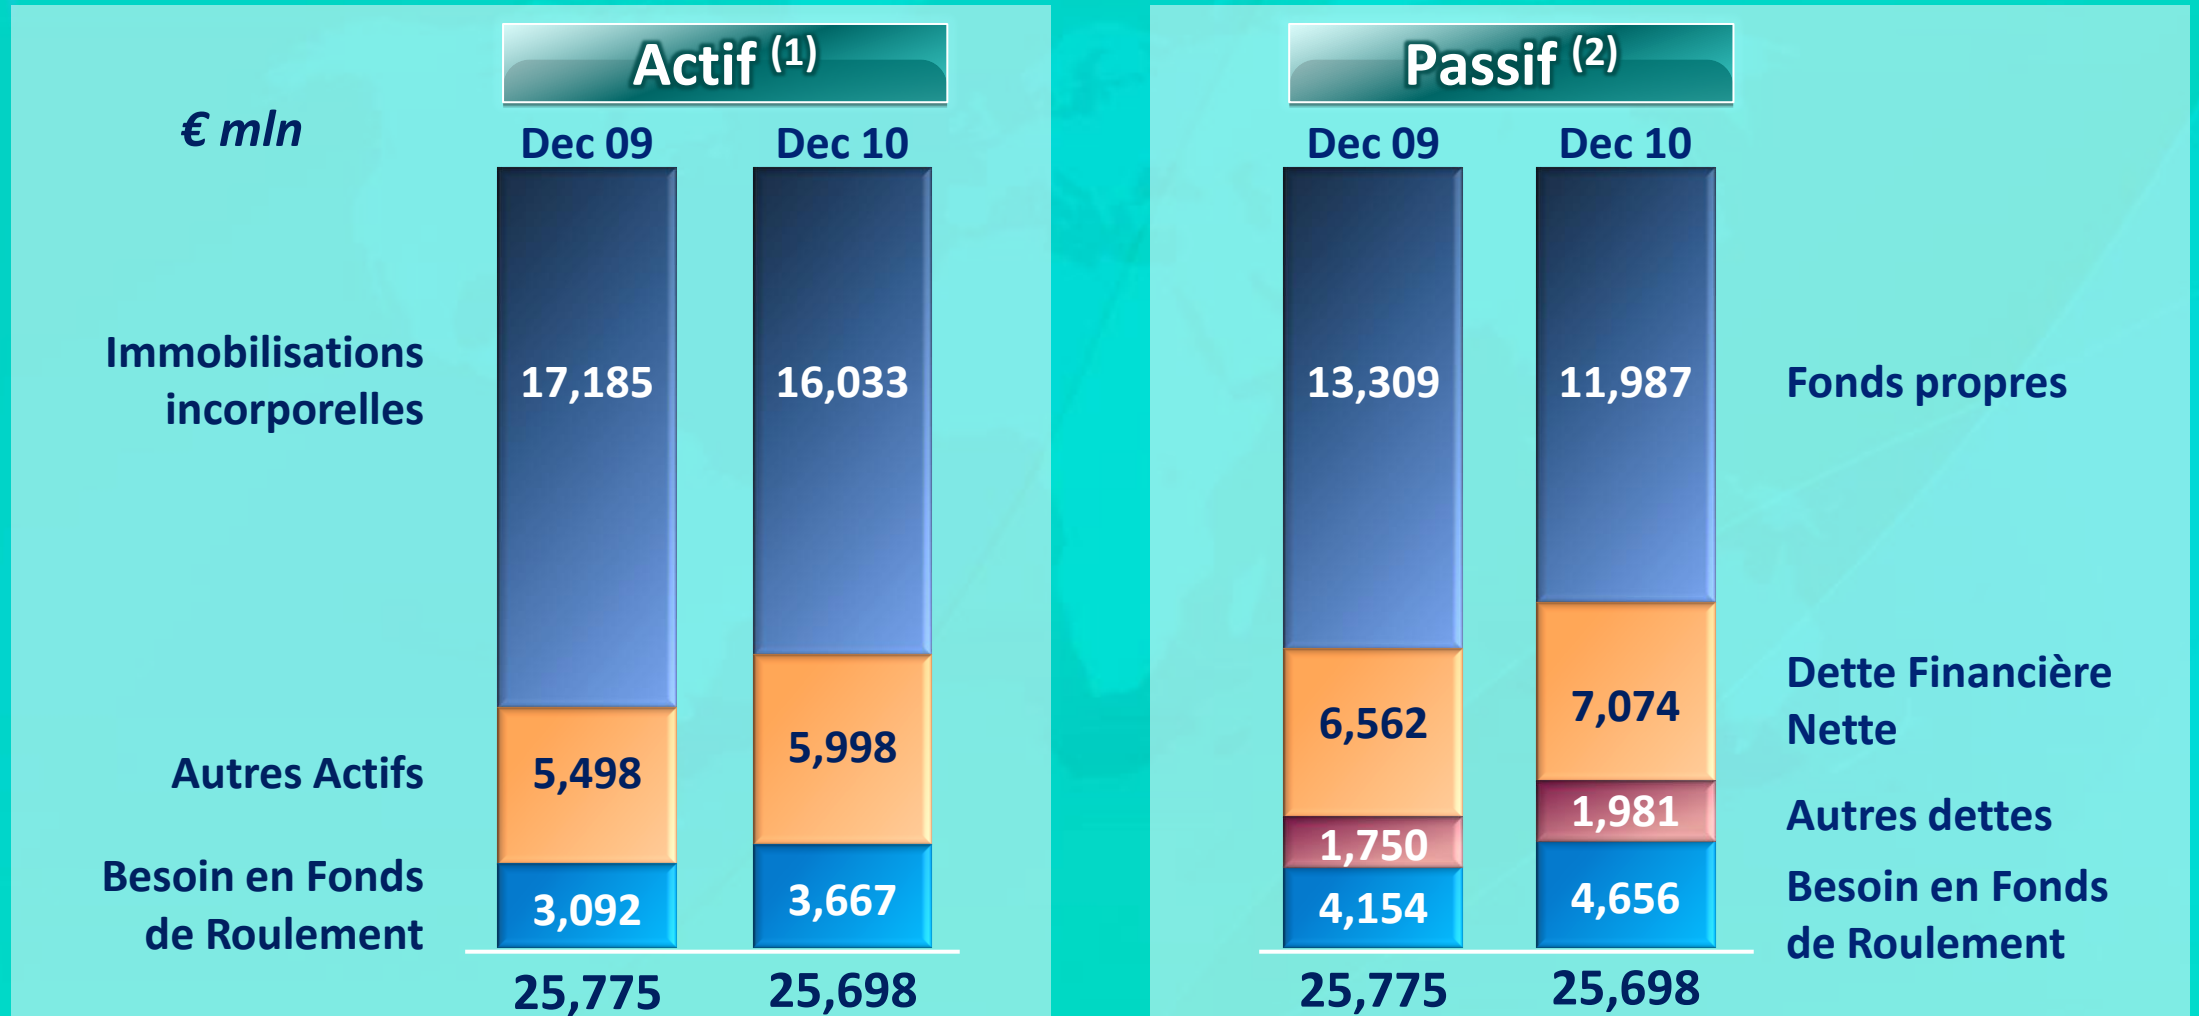 Actif (1)
€ mln
Dec 09
Dec 10
Immobilisations
incorporelles
17,185
16,033
Autres Actifs
5,498
5,998
Besoin en Fonds
de Roulement
3,092
3,667
25,775
25,698
Passif (2)
Dec 09
Dec 10
13,309
11,987
Fonds propres
6,562
7,074
Dette Financière
Nette
1,750
1,981
Autres dettes
4,154
4,656
Besoin en Fonds
de Roulement
25,775
25,698